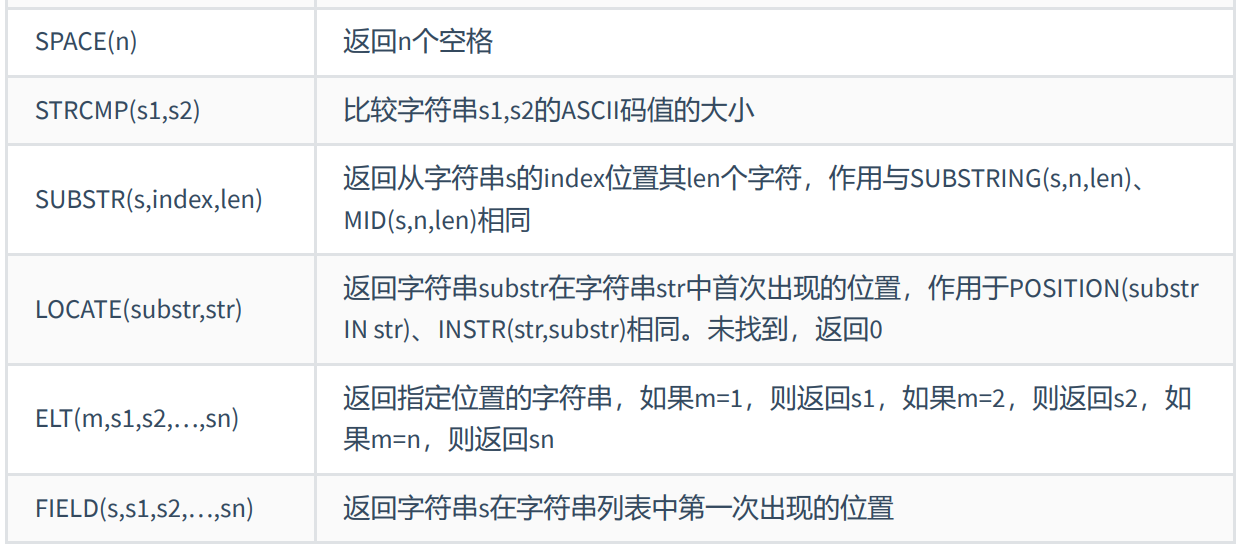 SPACE(n)
返回n个空格
STRCMP(s1,s2)
比较字符串s1,s2的ASCII码值的大小
SUBSTR(s,index,len)
返回从字符串s的index位置其len个字符，作用与SUBSTRING(s,n,len)、
MID(s,n,len)相同
LOCATE(substr,str)
返回字符串substr在字符串str中首次出现的位置，作用于POSITION(substr
IN str)、INSTR(str,substr)相同。未找到，返回0
ELT(m,s1,s2,…,sn)
返回指定位置的字符串，如果m=1，则返回s1，如果m=2，则返回s2，如
果m=n，则返回sn
FIELD(s,s1,s2,…,sn)
返回字符串s在字符串列表中第一次出现的位置